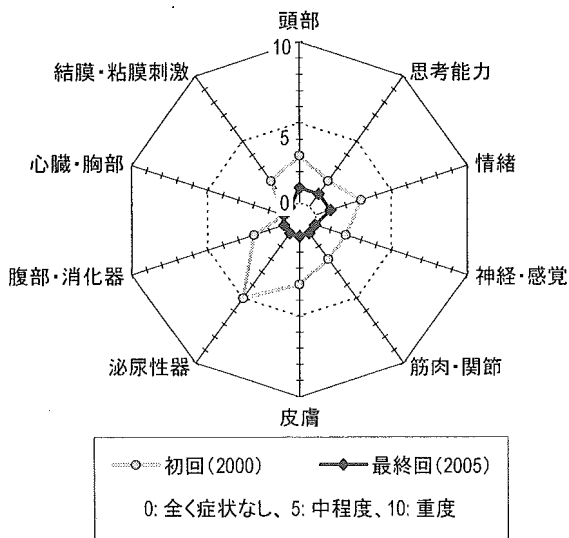 頭部
10
結膜・粘膜刺激
思考能力
5
心臓・胸部
情緒
0
腹部・消化器
神経・感覚
泌尿性器
筋肉・関節
皮膚
初回(2000) 最終回(2005)
0: 全く症状なし、5: 中程度、10: 重度